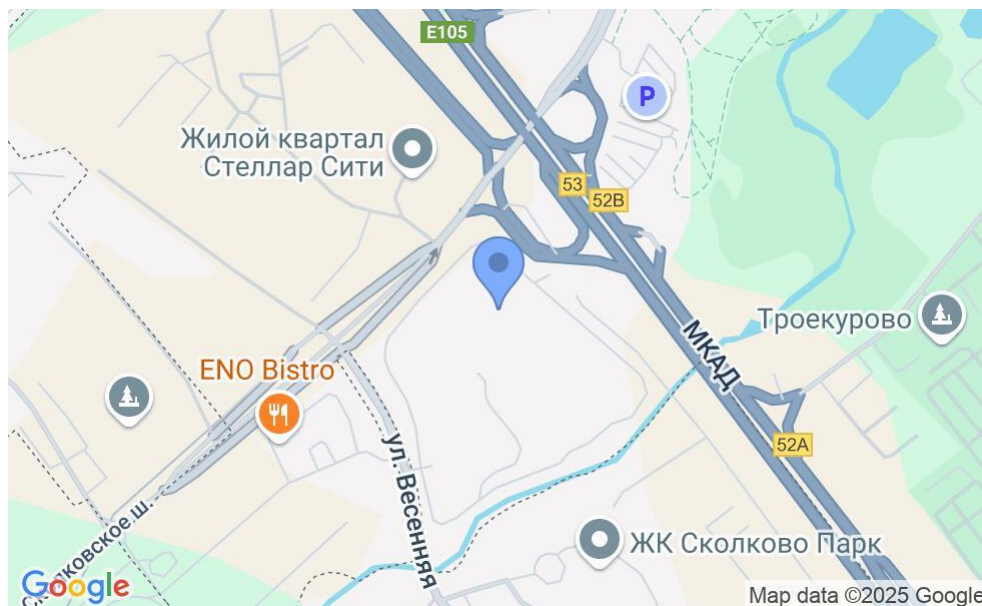 E105
P
Жилой квартал
Стеллар Сити
53
52B
Троекурово
МКАД
ENO Bistro
52A
ул. Весенняя
Сколковское ш.
ЖК Сколково Парк
Google
Map data ©2025 Google